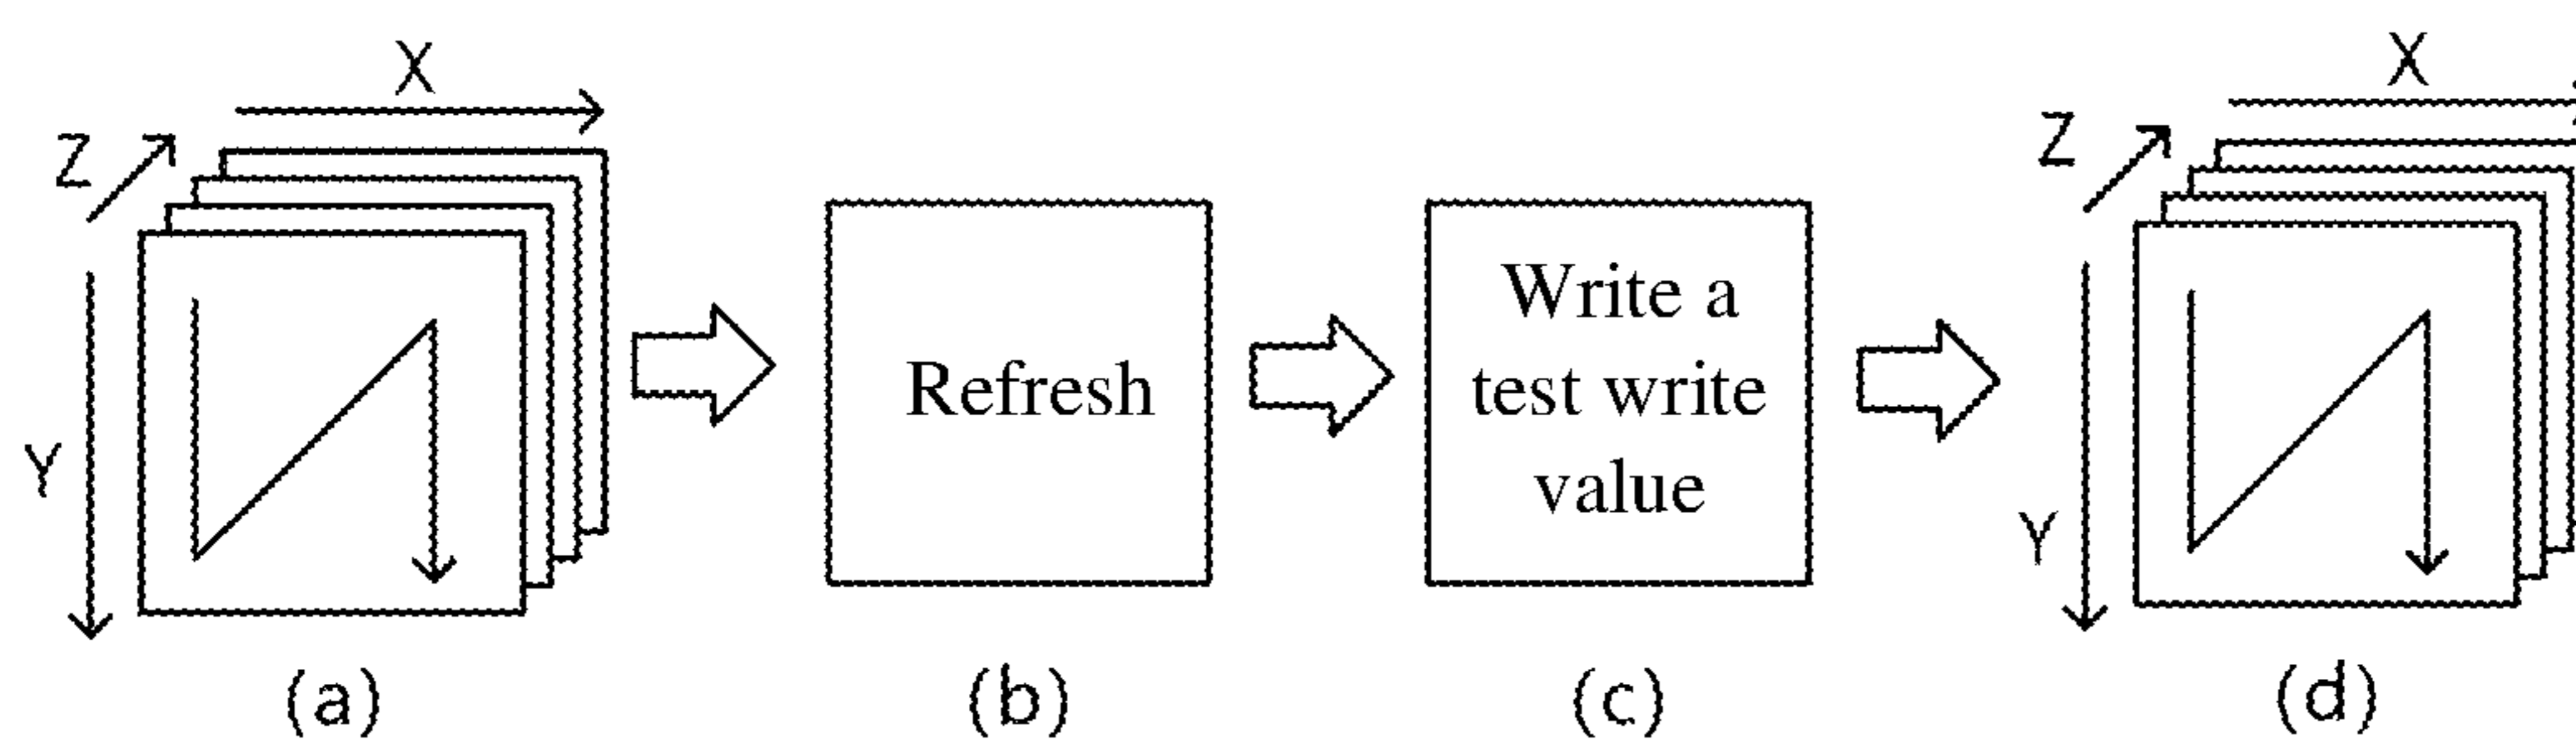 X
Z
Y
(a)
Refresh
(b)
Write a
test write
value
(c)
X
Z
Y
(d)